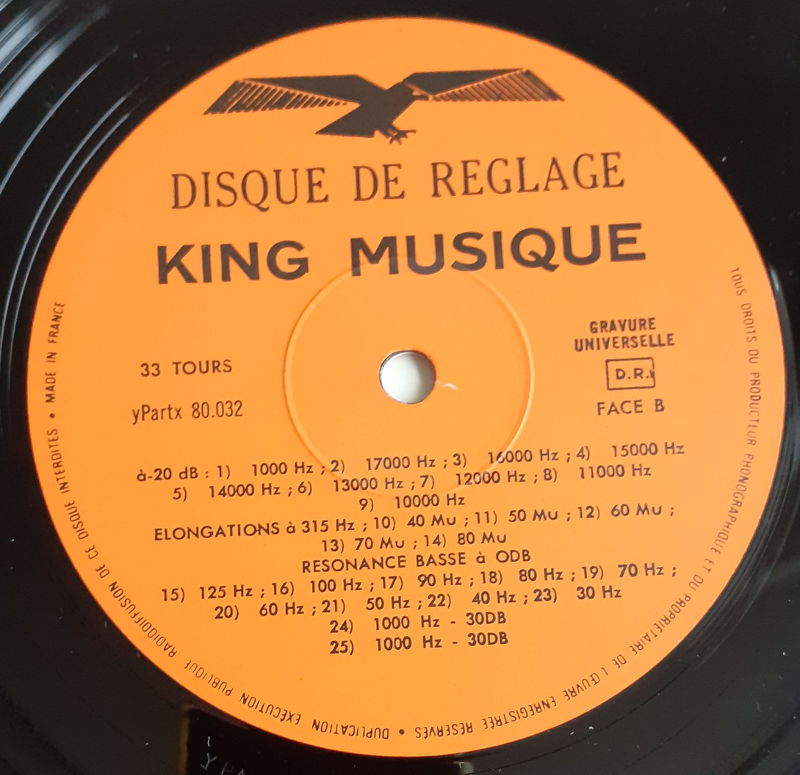 DISQUE DE REGLAGE
KING MUSIQUE
33 TOURS
yPartx 80.032
GRAVURE
UNIVERSELLE
D.R.
FACE B
à-20 dB : 1) 1000 Hz ; 2) 17000 Hz ; 3) 16000 Hz ; 4) 15000 Hz
5) 14000 Hz ; 6) 13000 Hz ; 7) 12000 Hz ; 8) 11000 Hz
9) 10000 Hz
ELONGATIONS à 315 Hz ; 10) 40 Mu ; 11) 50 Mu ; 12) 60 Mu ;
13) 70 Mu ; 14) 80 Mu
RESONANCE BASSE à ODB
15) 125 Hz ; 16) 100 Hz ; 17) 90 Hz ; 18) 80 Hz ; 19) 70 Hz ;
20) 60 Hz ; 21) 50 Hz ; 22) 40 Hz ; 23) 30 Hz
24) 1000 Hz - 30DB
25) 1000 Hz - 30DB
TOUS DROITS DU PRODUCTEUR PHONOGRAPHIQUE ET DU PROPRIÉTAIRE DE L'ŒUVRE ENREGISTRÉE RÉSERVÉS • DUPLICATION EXÉCUTION PUBLIQUE RADIODIFFUSION DE CE DISQUE INTERDITES • MADE IN FRANCE